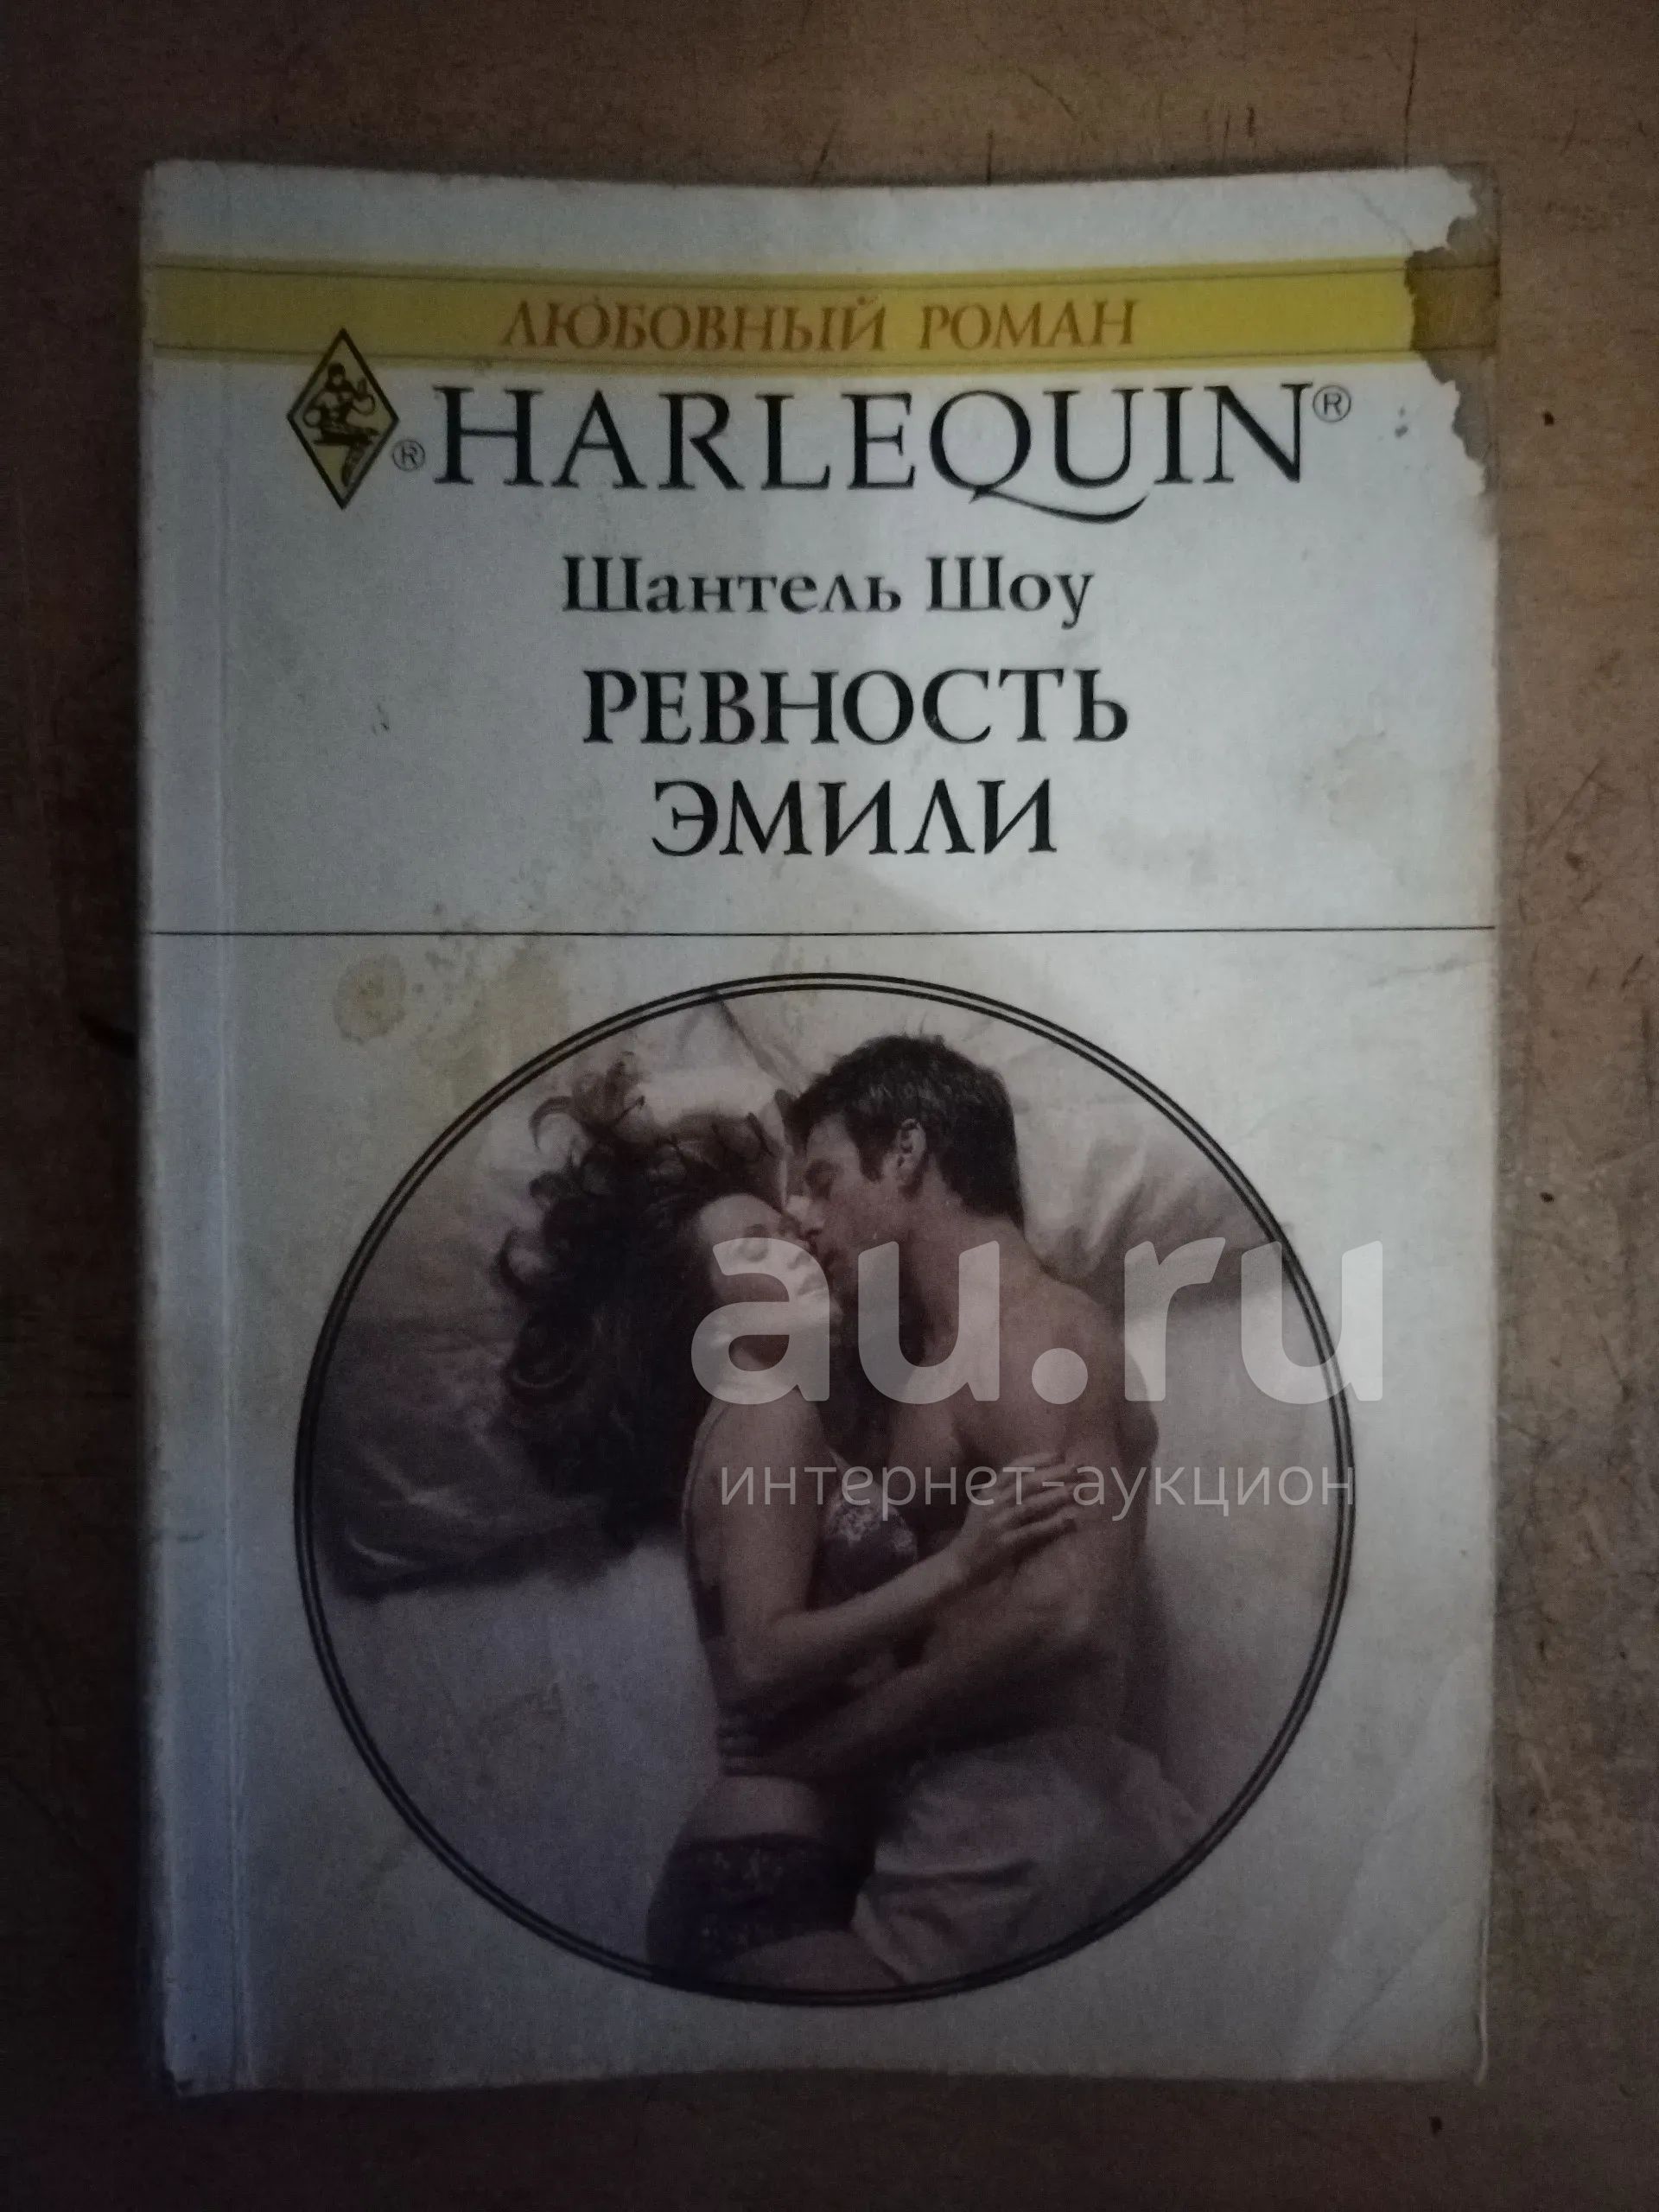 ЛЮБОВНЫЙ РОМАН
® HARLEQUIN®
Шантель Шоу
РЕВНОСТЬ
ЭМИЛИ
au.ru
интернет-аукцион